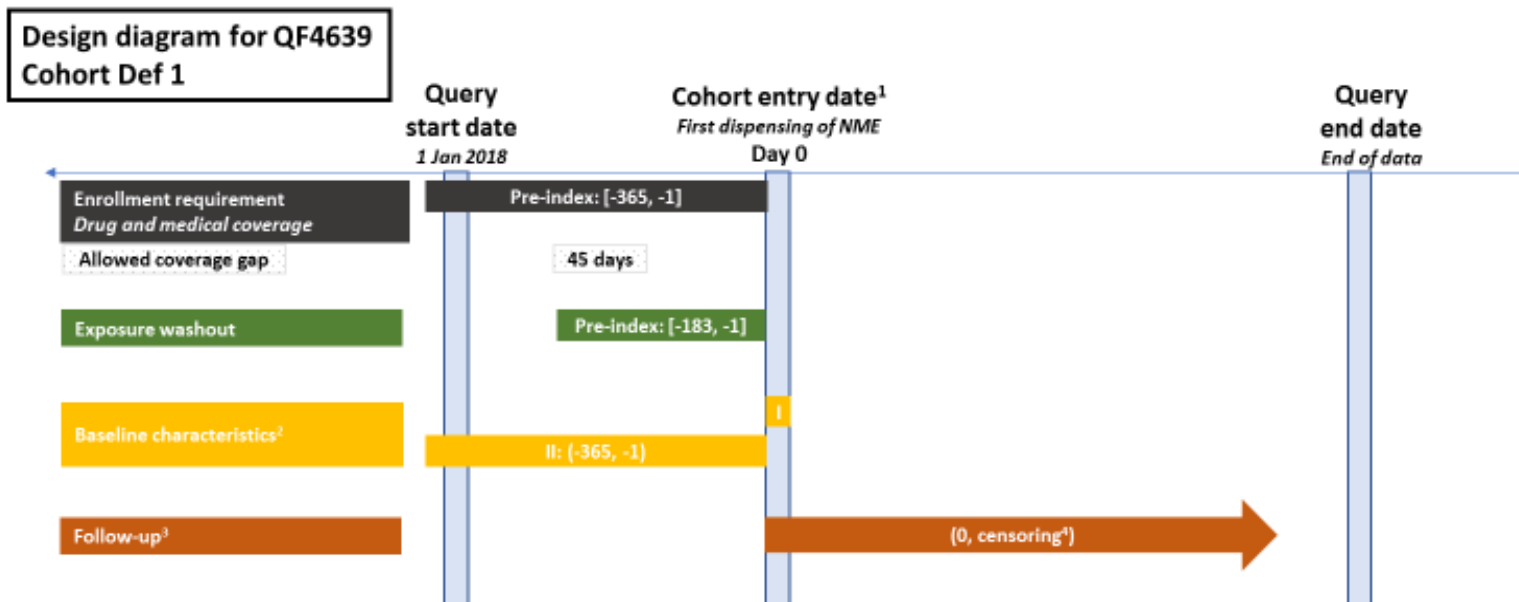 Design diagram for QF4639
Cohort Def 1
Query
start date
1 Jan 2018
Cohort entry date¹
First dispensing of NME
Day 0
Query
end date
End of data
Enrollment requirement
Drug and medical coverage
Pre-index: [-365, -1]
Allowed coverage gap
45 days
Exposure washout
Pre-index: [-183, -1]
Baseline characteristics²
I
II: (-365, -1)
Follow-up³
(0, censoring⁴)